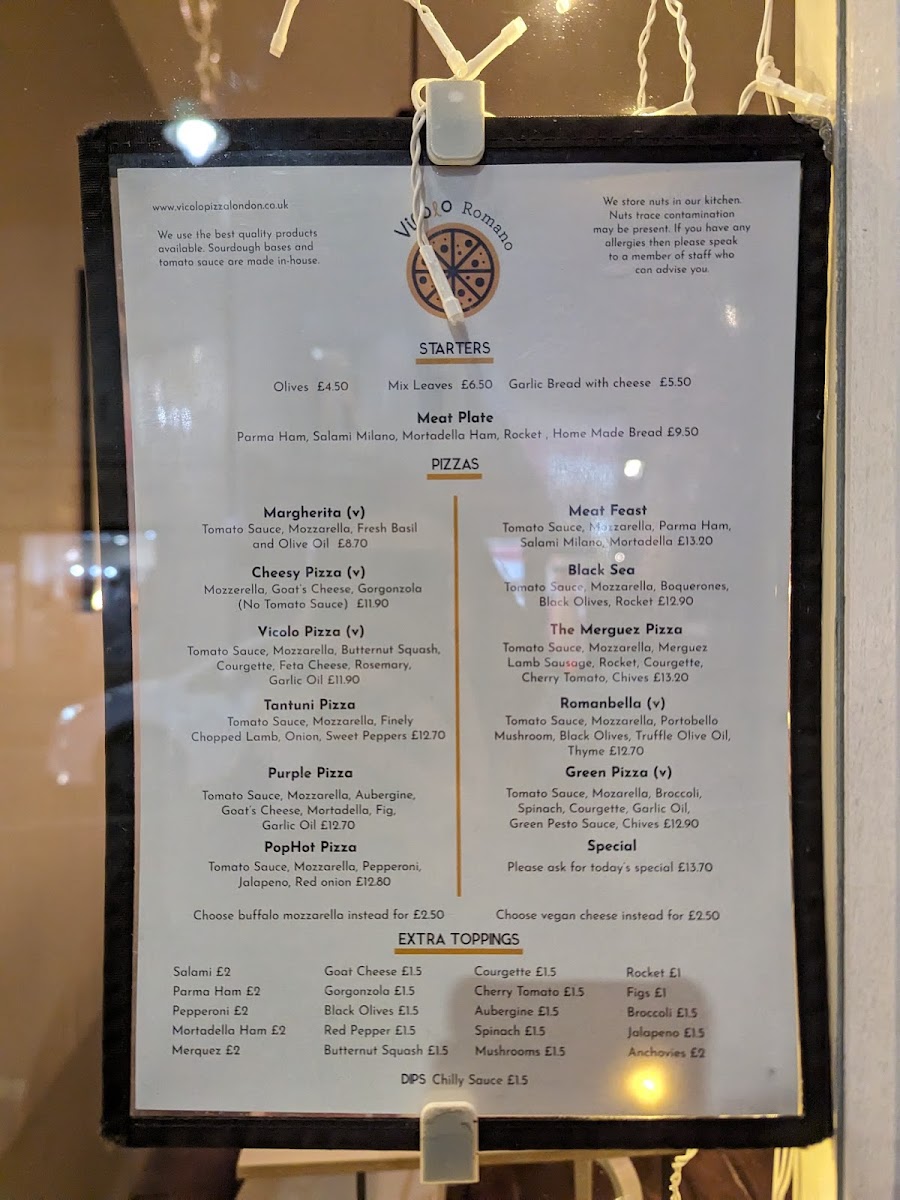 www.vicolopizzalondon.co.uk
We use the best quality products
available. Sourdough bases and
tomato sauce are made in-house.
Vicolo Romano
We store nuts in our kitchen.
Nuts trace contamination
may be present. If you have any
allergies then please speak
to a member of staff who
can advise you.
STARTERS
Olives £4.50 Mix Leaves £6.50 Garlic Bread with cheese £5.50
Meat Plate
Parma Ham, Salami Milano, Mortadella Ham, Rocket , Home Made Bread £9.50
PIZZAS
Margherita (v)
Tomato Sauce, Mozzarella, Fresh Basil
and Olive Oil £8.70
Cheesy Pizza (v)
Mozzerella, Goat's Cheese, Gorgonzola
(No Tomato Sauce) £11.90
Vicolo Pizza (v)
Tomato Sauce, Mozzarella, Butternut Squash,
Courgette, Feta Cheese, Rosemary,
Garlic Oil £11.90
Tantuni Pizza
Tomato Sauce, Mozzarella, Finely
Chopped Lamb, Onion, Sweet Peppers £12.70
Purple Pizza
Tomato Sauce, Mozzarella, Aubergine,
Goat's Cheese, Mortadella, Fig,
Garlic Oil £12.70
PopHot Pizza
Tomato Sauce, Mozzarella, Pepperoni,
Jalapeno, Red onion £12.80
Meat Feast
Tomato Sauce, Mozzarella, Parma Ham,
Salami Milano, Mortadella £13.20
Black Sea
Tomato Sauce, Mozzarella, Boquerones,
Black Olives, Rocket £12.90
The Merguez Pizza
Tomato Sauce, Mozzarella, Merguez
Lamb Sausage, Rocket, Courgette,
Cherry Tomato, Chives £13.20
Romanbella (v)
Tomato Sauce, Mozzarella, Portobello
Mushroom, Black Olives, Truffle Olive Oil,
Thyme £12.70
Green Pizza (v)
Tomato Sauce, Mozarella, Broccoli,
Spinach, Courgette, Garlic Oil,
Green Pesto Sauce, Chives £12.90
Special
Please ask for today's special £13.70
Choose buffalo mozzarella instead for £2.50
Choose vegan cheese instead for £2.50
EXTRA TOPPINGS
Salami £2
Parma Ham £2
Pepperoni £2
Mortadella Ham £2
Merquez £2
Goat Cheese £1.5
Gorgonzola £1.5
Black Olives £1.5
Red Pepper £1.5
Butternut Squash £1.5
Courgette £1.5
Cherry Tomato £1.5
Aubergine £1.5
Spinach £1.5
Mushrooms £1.5
Rocket £1
Figs £1
Broccoli £1.5
Jalapeno £1.5
Anchovies £2
DIPS Chilly Sauce £1.5